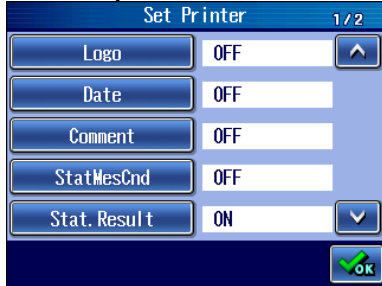 Set Printer 1/2
Logo OFF
Date OFF
Comment OFF
StatMesCnd OFF
Stat.Result ON
OK